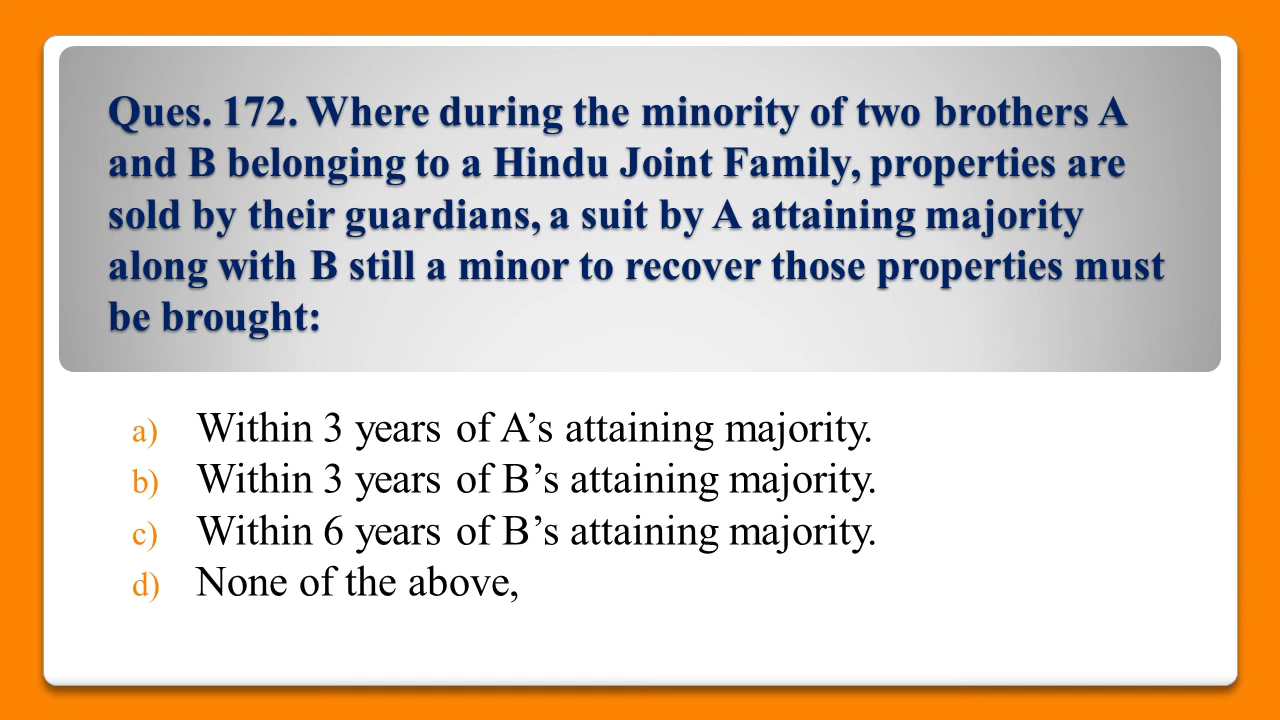 Ques. 172. Where during the minority of two brothers A
and B belonging to a Hindu Joint Family, properties are
sold by their guardians, a suit by A attaining majority
along with B still a minor to recover those properties must
be brought:
a) Within 3 years of A’s attaining majority.
b) Within 3 years of B’s attaining majority.
c) Within 6 years of B’s attaining majority.
d) None of the above,